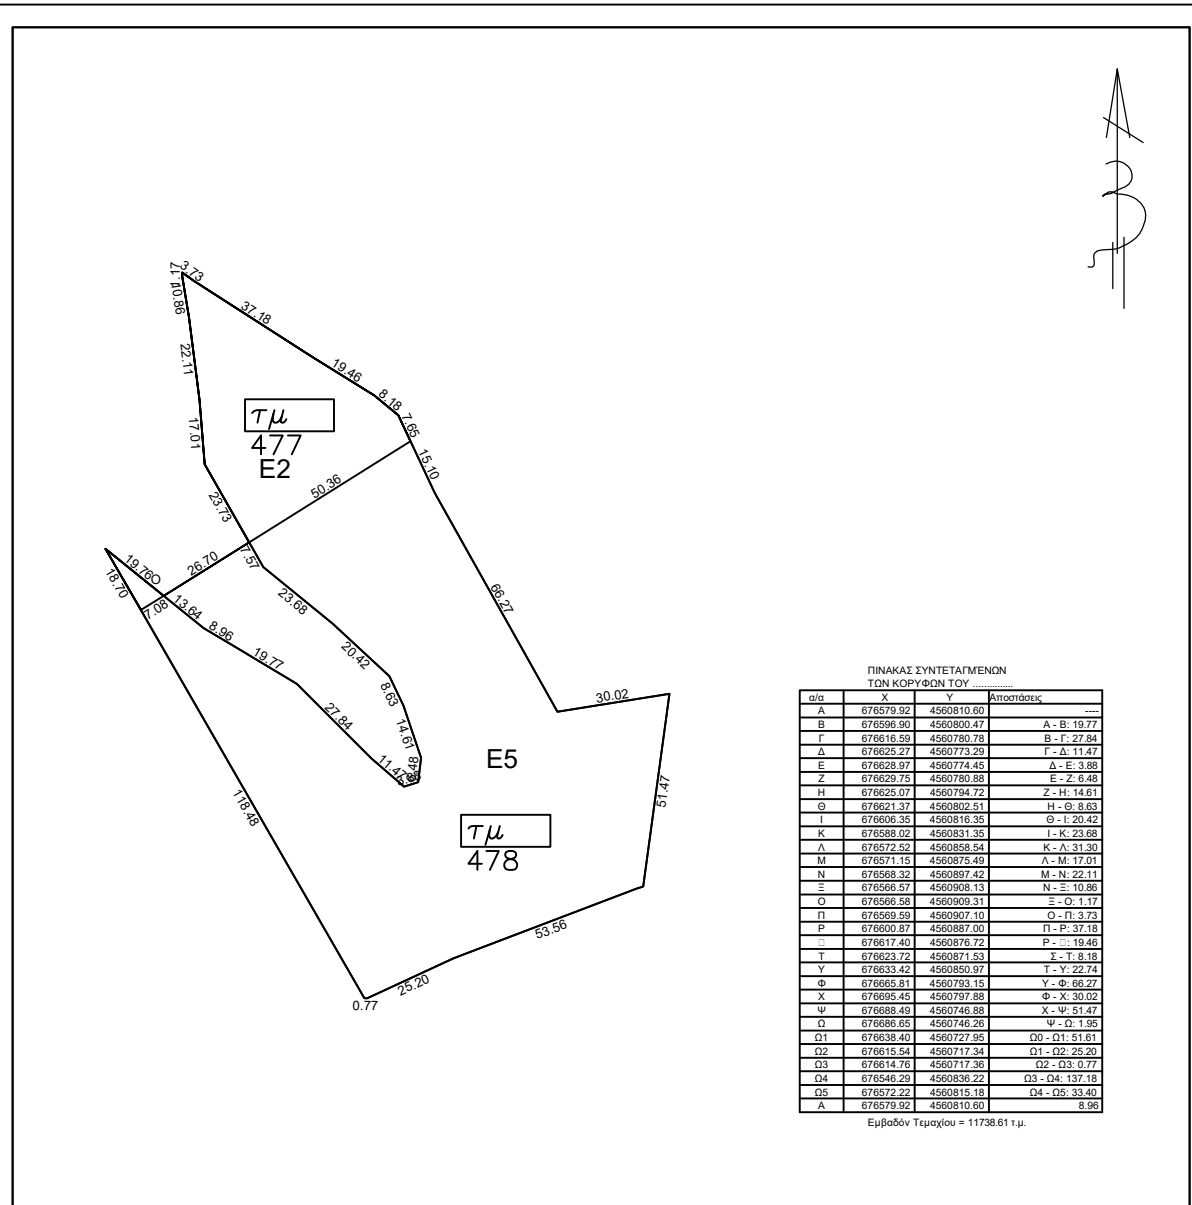 3.73
1.17
10.86
37.18
22.11
19.46
8.18
7.65
17.01
τμ
477
E2
15.10
50.36
23.73
7.57
26.70
19.76
O
18.70
7.08
13.64
8.96
23.68
66.27
19.77
20.42
8.63
30.02
27.84
14.61
11.47
6.48
E5
51.47
118.48
τμ
478
53.56
25.20
0.77
ΠΙΝΑΚΑΣ ΣΥΝΤΕΤΑΓΜΈΝΩΝ
ΤΩΝ ΚΟΡΥΦΩΝ ΤΟΥ ..............
α/α X Y Αποστάσεις
Α 676579.92 4560810.60 ----
Β 676596.90 4560800.47 Α - Β: 19.77
Γ 676616.59 4560780.78 Β - Γ: 27.84
Δ 676625.27 4560773.29 Γ - Δ: 11.47
Ε 676628.97 4560774.45 Δ - Ε: 3.88
Ζ 676629.75 4560780.88 Ε - Ζ: 6.48
Η 676625.07 4560794.72 Ζ - Η: 14.61
Θ 676621.37 4560802.51 Η - Θ: 8.63
Ι 676606.35 4560816.35 Θ - Ι: 20.42
Κ 676588.02 4560831.35 Ι - Κ: 23.68
Λ 676572.52 4560858.54 Κ - Λ: 31.30
Μ 676571.15 4560875.49 Λ - Μ: 17.01
Ν 676568.32 4560897.42 Μ - Ν: 22.11
Ξ 676566.57 4560908.13 Ν - Ξ: 10.86
Ο 676566.58 4560909.31 Ξ - Ο: 1.17
Π 676569.59 4560907.10 Ο - Π: 3.73
Ρ 676600.87 4560887.00 Π - Ρ: 37.18
□ 676617.40 4560876.72 Ρ - □: 19.46
Τ 676623.72 4560871.53 Σ - Τ: 8.18
Υ 676633.42 4560850.97 Τ - Υ: 22.74
Φ 676665.81 4560793.15 Υ - Φ: 66.27
Χ 676695.45 4560797.88 Φ - Χ: 30.02
Ψ 676688.49 4560746.88 Χ - Ψ: 51.47
Ω 676686.65 4560746.26 Ψ - Ω: 1.95
Ω1 676638.40 4560727.95 Ω0 - Ω1: 51.61
Ω2 676615.54 4560717.34 Ω1 - Ω2: 25.20
Ω3 676614.76 4560717.36 Ω2 - Ω3: 0.77
Ω4 676546.29 4560836.22 Ω3 - Ω4: 137.18
Ω5 676572.22 4560815.18 Ω4 - Ω5: 33.40
Α 676579.92 4560810.60 8.96
Εμβαδόν Τεμαχίου = 11738.61 τ.μ.